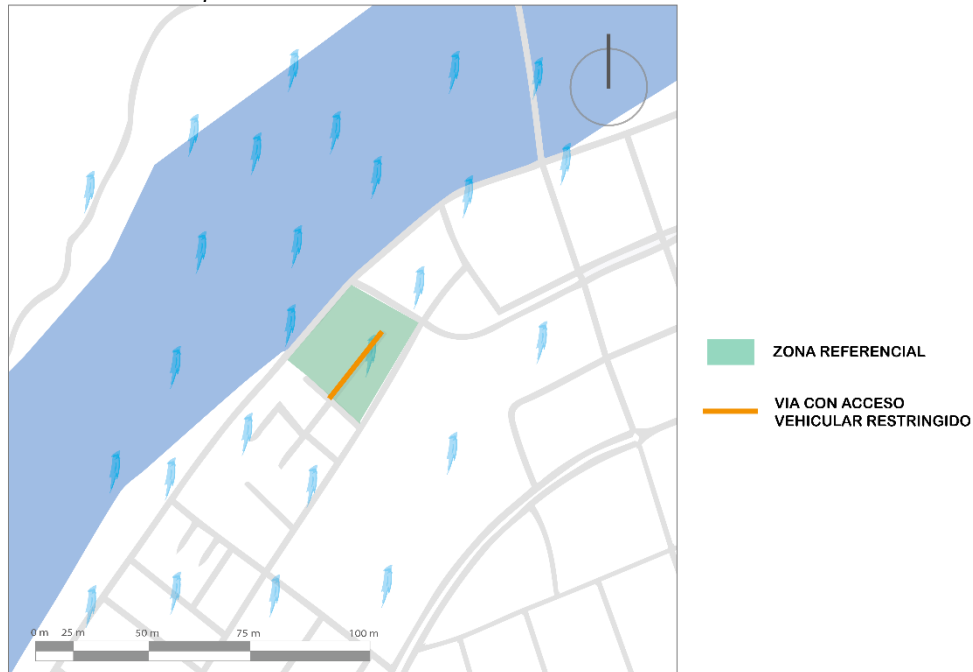 ZONA REFERENCIAL
VIA CON ACCESO
VEHICULAR RESTRINGIDO
0 m 25 m 50 m 75 m 100 m